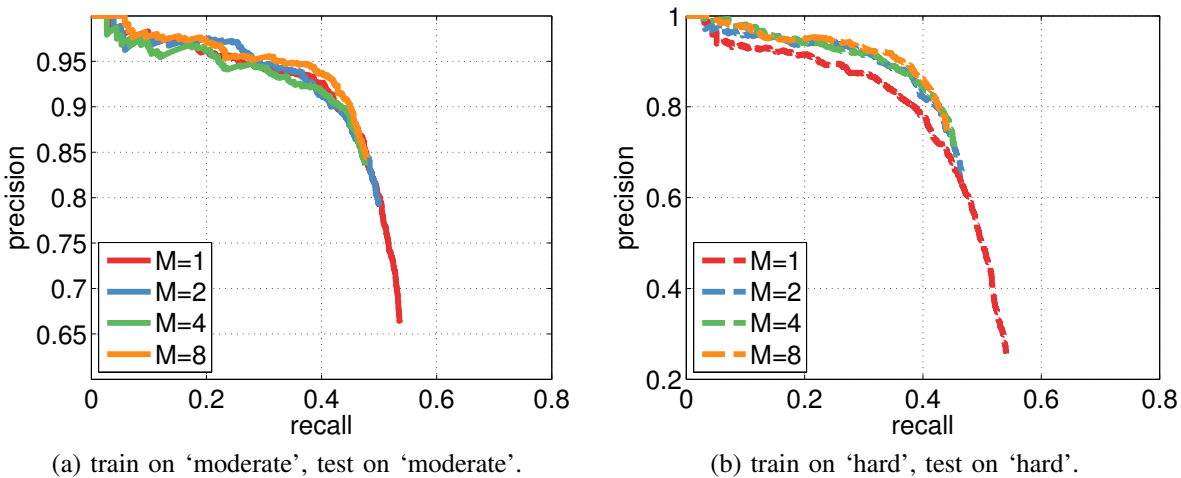 0.95
0.9
0.85
0.8
0.75
0.7
0.65
precision
M=1
M=2
M=4
M=8
0 0.2 0.4 0.6 0.8
recall
(a) train on ‘moderate’, test on ‘moderate’.
1
0.8
0.6
0.4
0.2
precision
M=1
M=2
M=4
M=8
0 0.2 0.4 0.6 0.8
recall
(b) train on ‘hard’, test on ‘hard’.